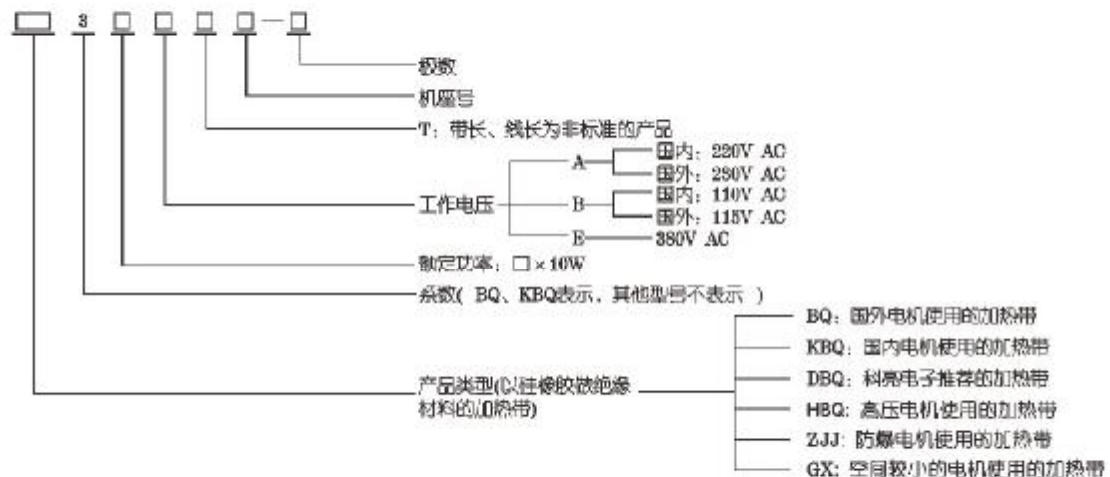 □ 3 □ □ □ □—□
极数
机座号
T：带长、线长为非标准的产品
工作电压
A
国内：220V AC
国外：230V AC
B
国内：110V AC
国外：115V AC
E
380V AC
额定功率：□×10W
系数( BQ、KBQ表示，其他型号不表示 )
产品类型(以硅橡胶做绝缘
材料的加热带)
BQ：国外电机使用的加热带
KBQ：国内电机使用的加热带
DBQ：科亮电子推荐的加热带
HBQ: 高压电机使用的加热带
ZJJ: 防爆电机使用的加热带
GX: 空间较小的电机使用的加热带